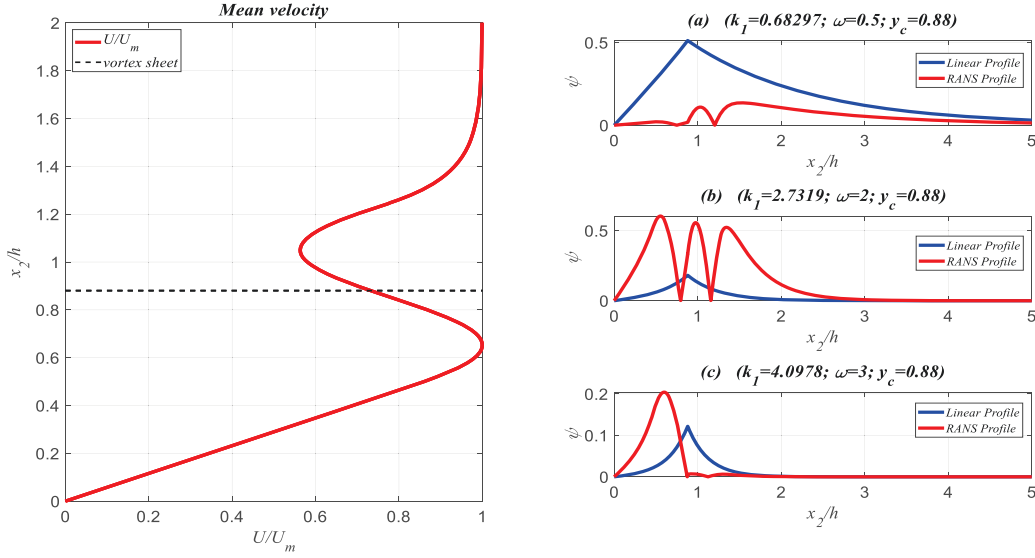 Mean velocity
U/U_m
vortex sheet
2
1.8
1.6
1.4
1.2
1
0.8
0.6
0.4
0.2
0
x_2/h
0 0.2 0.4 0.6 0.8 1
U/U_m
(a) (k_1=0.68297; ω=0.5; y_c=0.88)
Linear Profile
RANS Profile
0.5
0
ψ
0 1 2 3 4 5
x_2/h
(b) (k_1=2.7319; ω=2; y_c=0.88)
Linear Profile
RANS Profile
0.5
0
ψ
0 1 2 3 4 5
x_2/h
(c) (k_1=4.0978; ω=3; y_c=0.88)
Linear Profile
RANS Profile
0.2
0.1
0
ψ
0 1 2 3 4 5
x_2/h